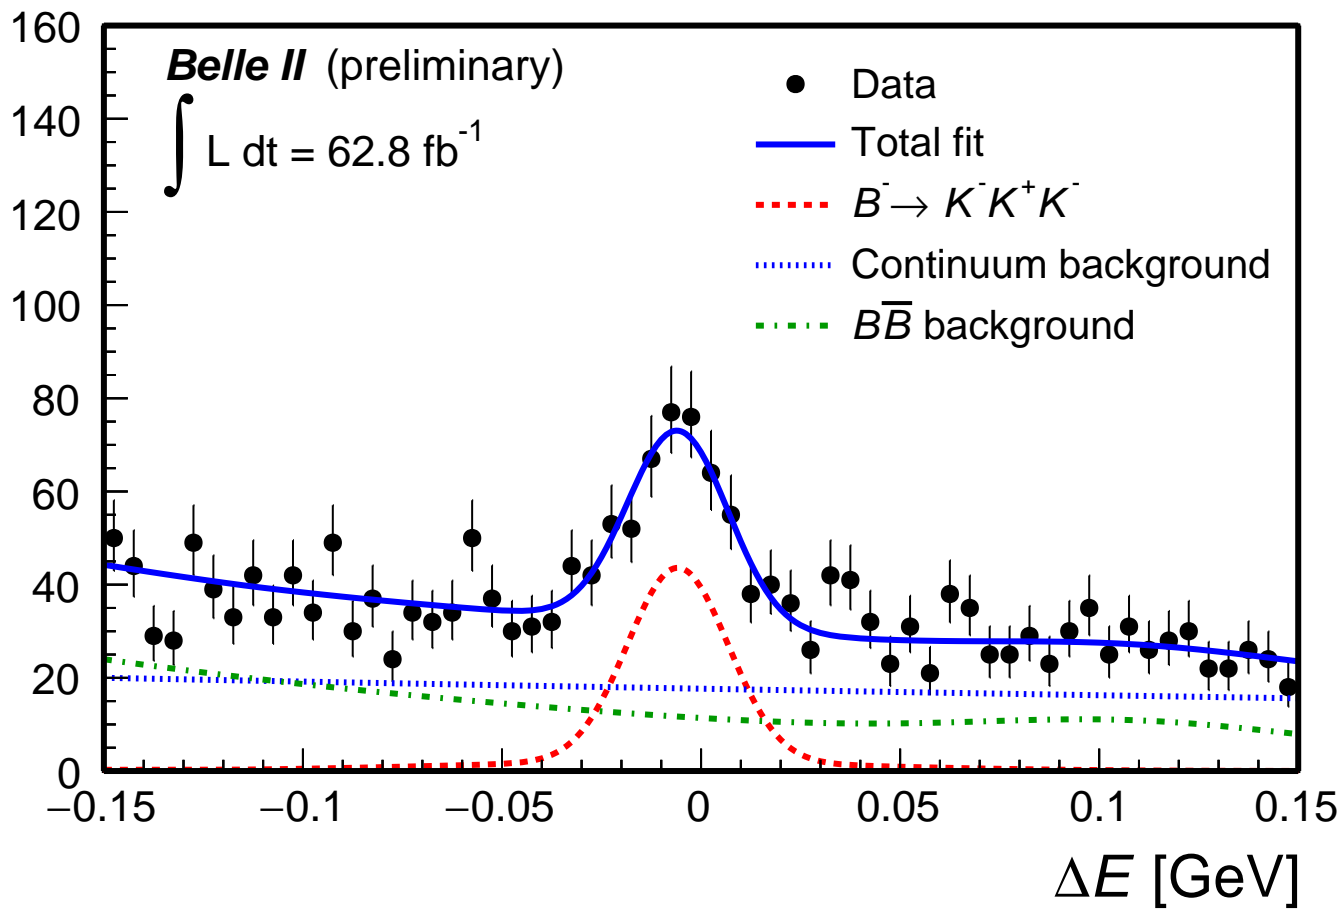 160
140
120
100
80
60
40
20
0
Belle II (preliminary)
∫ L dt = 62.8 fb⁻¹
Data
Total fit
B⁻→ K⁻K⁺K⁻
Continuum background
BB̅ background
−0.15 −0.1 −0.05 0 0.05 0.1 0.15
ΔE [GeV]